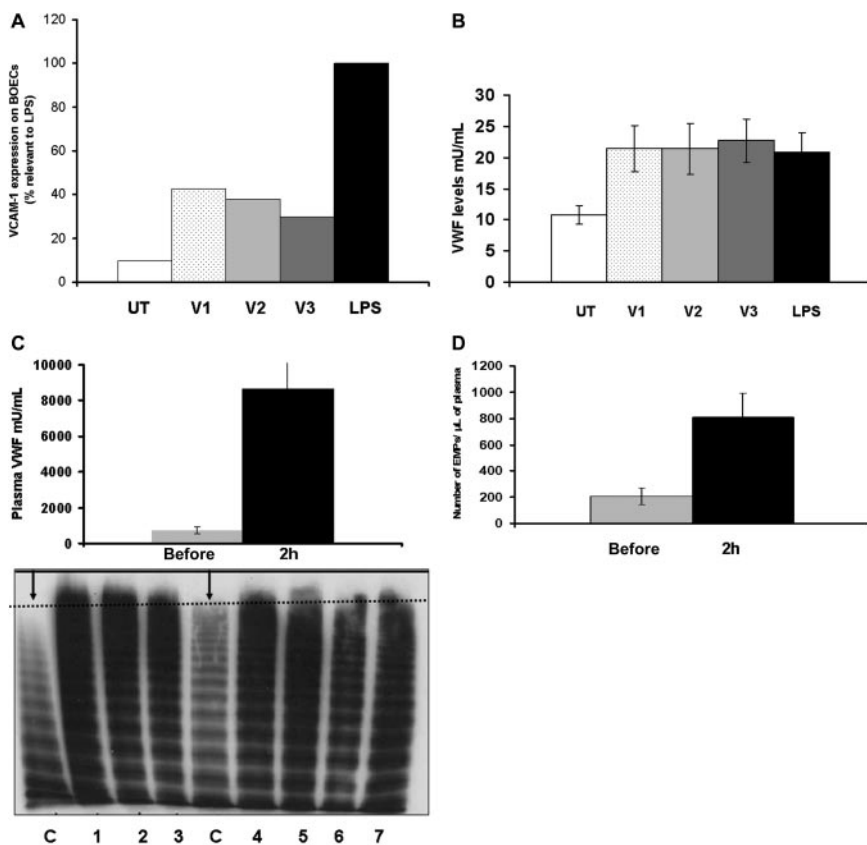 A
VCAM-1 expression on BOECs
(% relevant to LPS)
120
100
80
60
40
20
0
UT V1 V2 V3 LPS
B
VWF levels mU/mL
30
25
20
15
10
5
0
UT V1 V2 V3 LPS
C
Plasma VWF mU/mL
10000
8000
6000
4000
2000
0
Before 2h
D
Number of EMPs/ µL of plasma
1200
1000
800
600
400
200
0
Before 2h
C 1 2 3 C 4 5 6 7